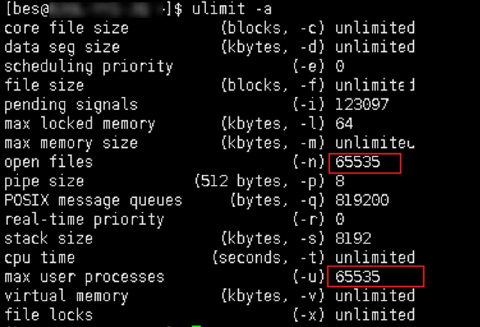 [bes@ ]$ ulimit -a
core file size (blocks, -c) unlimited
data seg size (kbytes, -d) unlimited
scheduling priority (-e) 0
file size (blocks, -f) unlimited
pending signals (-i) 123097
max locked memory (kbytes, -l) 64
max memory size (kbytes, -m) unlimited
open files (-n) 65535
pipe size (512 bytes, -p) 8
POSIX message queues (bytes, -q) 819200
real-time priority (-r) 0
stack size (kbytes, -s) 8192
cpu time (seconds, -t) unlimited
max user processes (-u) 65535
virtual memory (kbytes, -v) unlimited
file locks (-x) unlimited